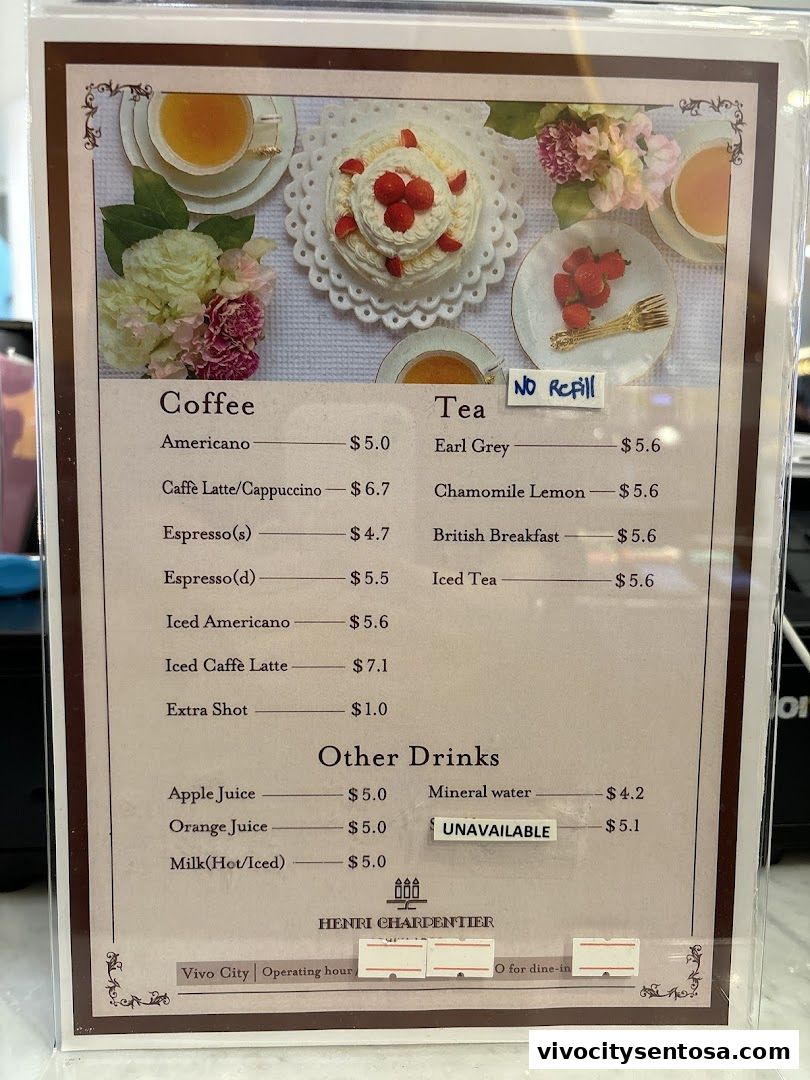 NO Refill
Coffee
Americano $5.0
Caffè Latte/Cappuccino $6.7
Espresso(s) $4.7
Espresso(d) $5.5
Iced Americano $5.6
Iced Caffè Latte $7.1
Extra Shot $1.0
Tea
Earl Grey $5.6
Chamomile Lemon $5.6
British Breakfast $5.6
Iced Tea $5.6
Other Drinks
Apple Juice $5.0
Orange Juice $5.0
Milk(Hot/Iced) $5.0
Mineral water $4.2
UNAVAILABLE $5.1
HENRI CHARPENTIER
Vivo City | Operating hour O for dine-in
vivocitysentosa.com